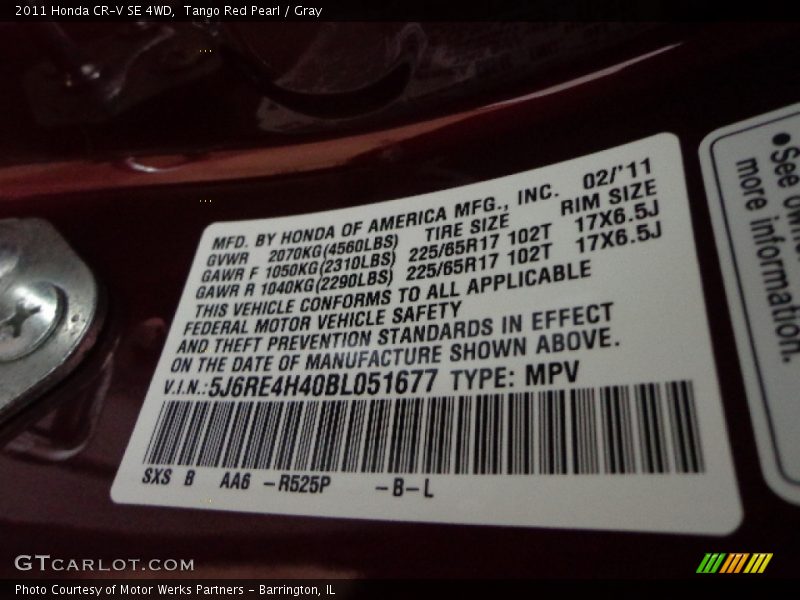 2011 Honda CR-V SE 4WD,  Tango Red Pearl / Gray
MFD. BY HONDA OF AMERICA MFG., INC. 02/'11
GVWR 2070KG(4560LBS) TIRE SIZE RIM SIZE
GAWR F 1050KG(2310LBS) 225/65R17 102T 17X6.5J
GAWR R 1040KG(2290LBS) 225/65R17 102T 17X6.5J
THIS VEHICLE CONFORMS TO ALL APPLICABLE
FEDERAL MOTOR VEHICLE SAFETY
AND THEFT PREVENTION STANDARDS IN EFFECT
ON THE DATE OF MANUFACTURE SHOWN ABOVE.
V.I.N.:5J6RE4H40BL051677 TYPE: MPV
SXS B AA6 -R525P -B-L
●See
more information.
GTCARLOT.COM
Photo Courtesy of Motor Werks Partners - Barrington, IL